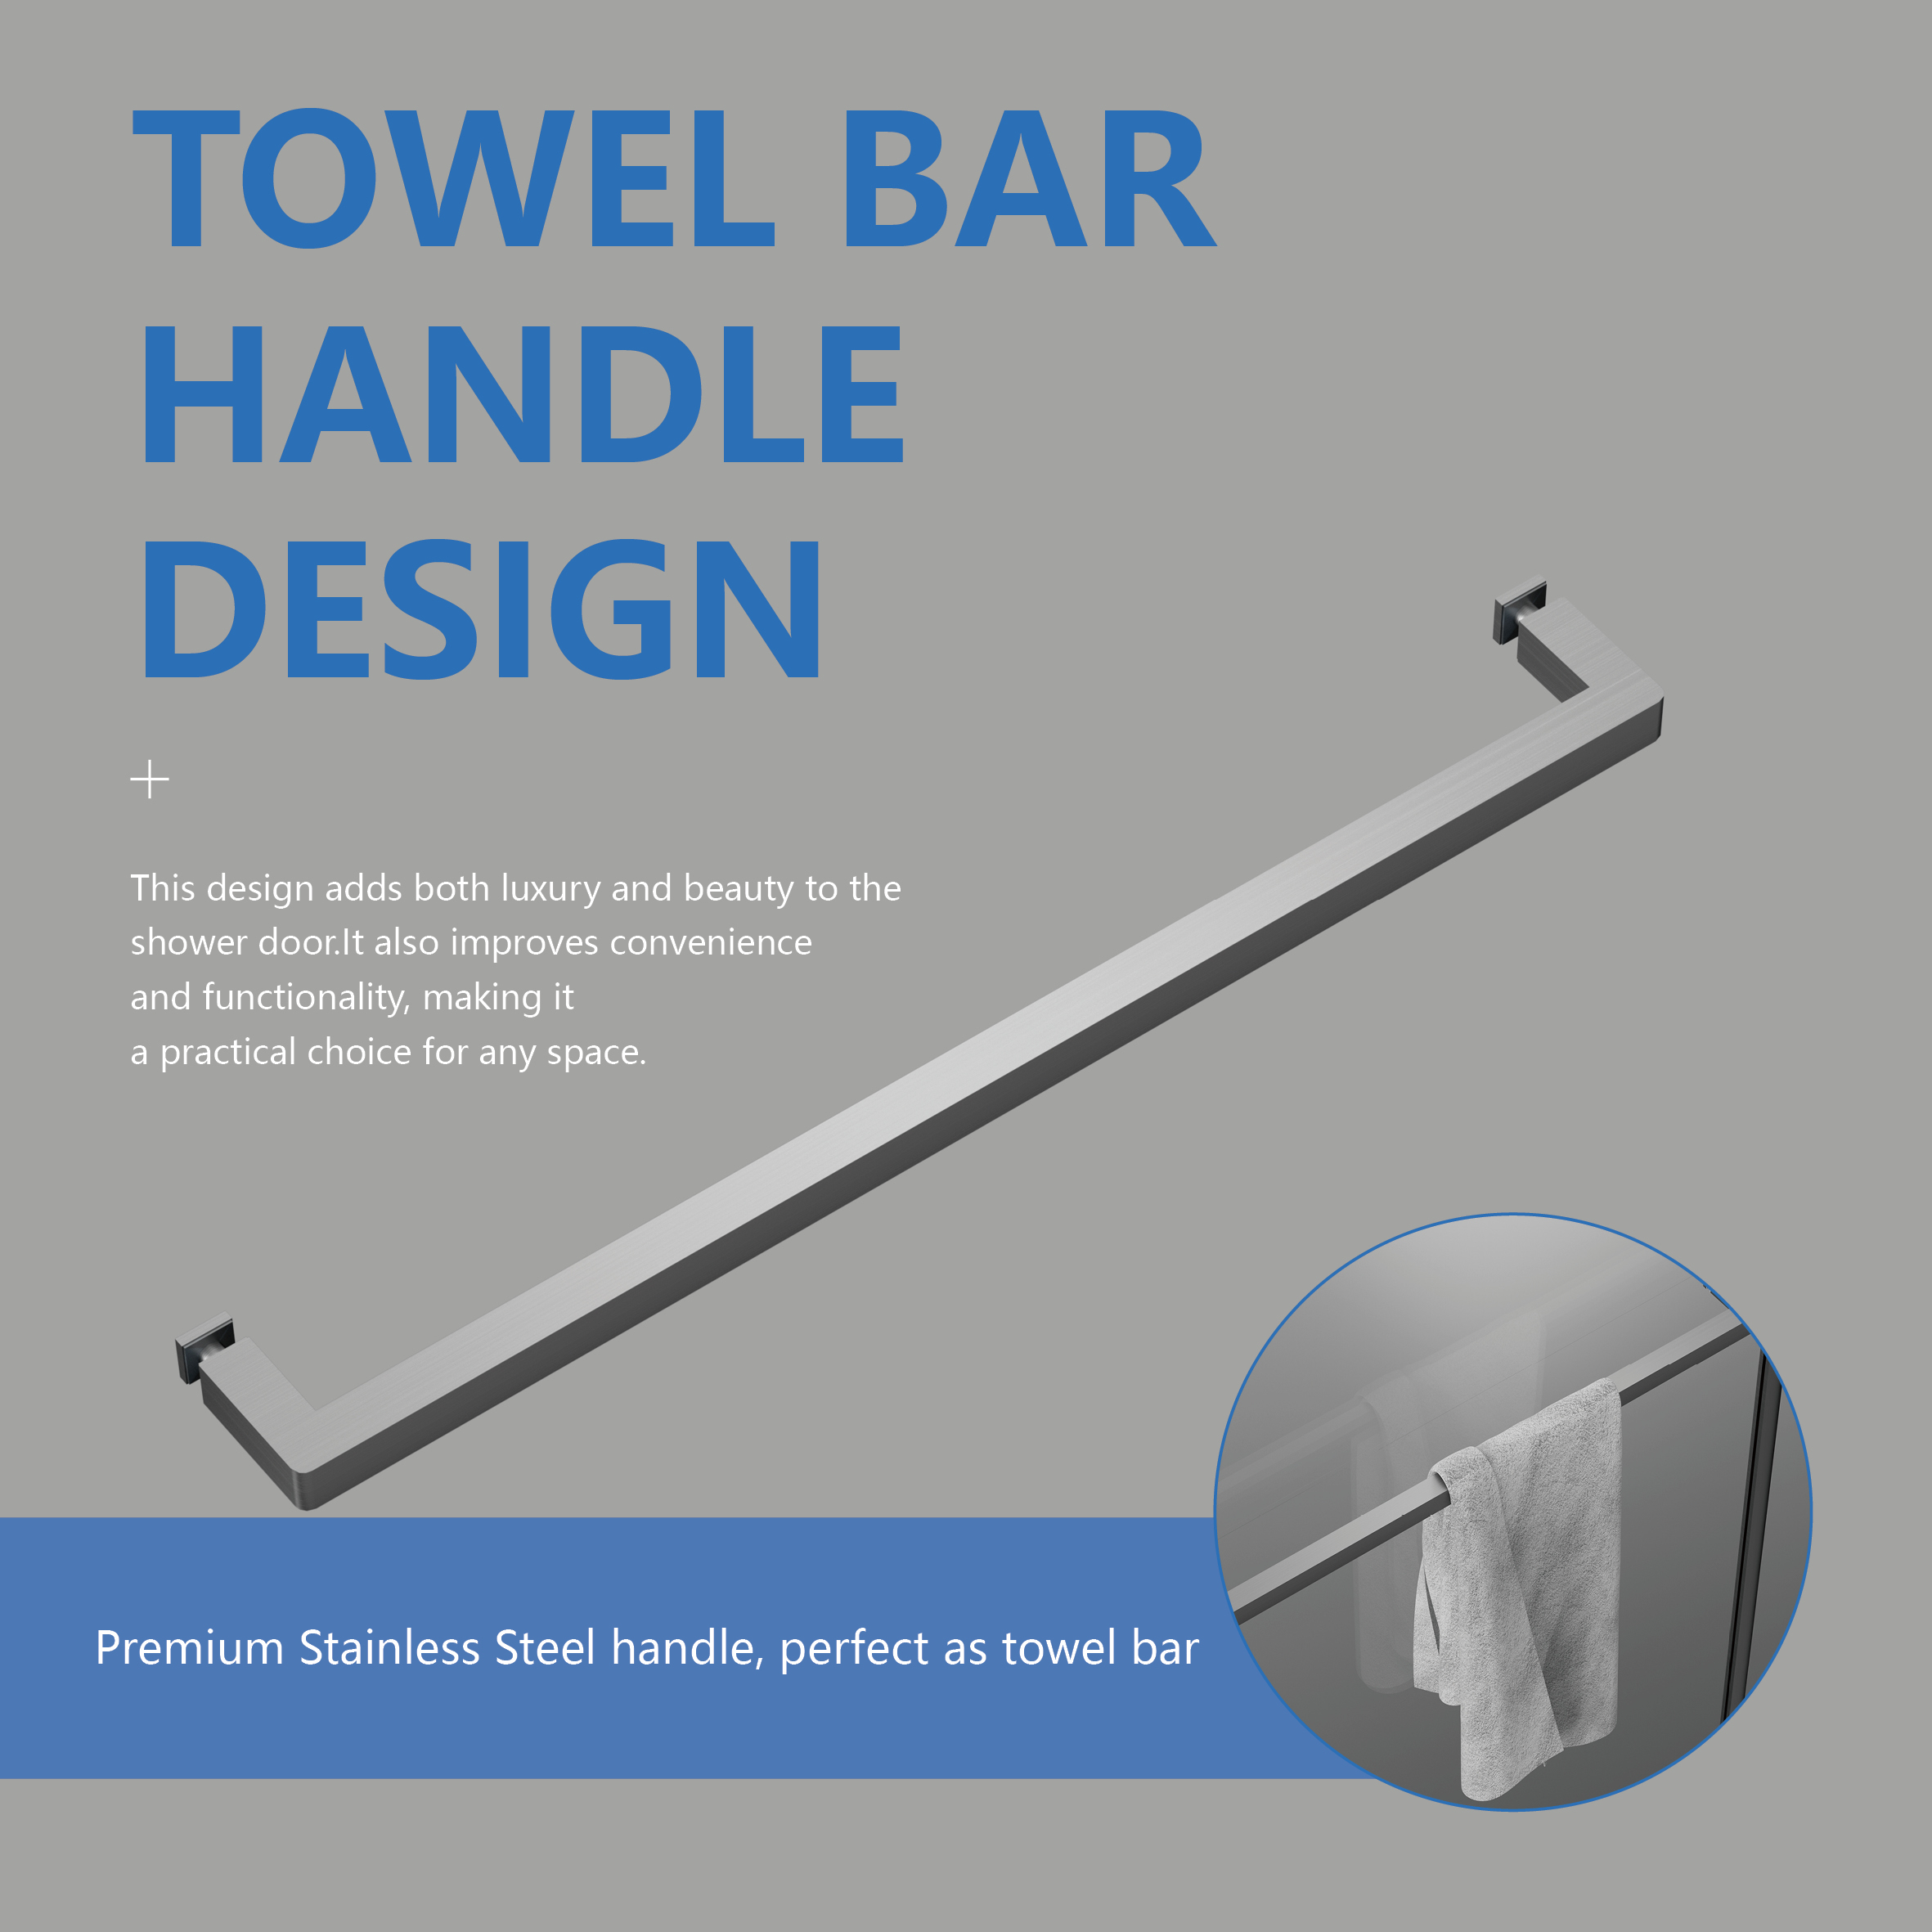 TOWEL BAR
HANDLE
DESIGN
This design adds both luxury and beauty to the
shower door.It also improves convenience
and functionality, making it
a practical choice for any space.
Premium Stainless Steel handle, perfect as towel bar